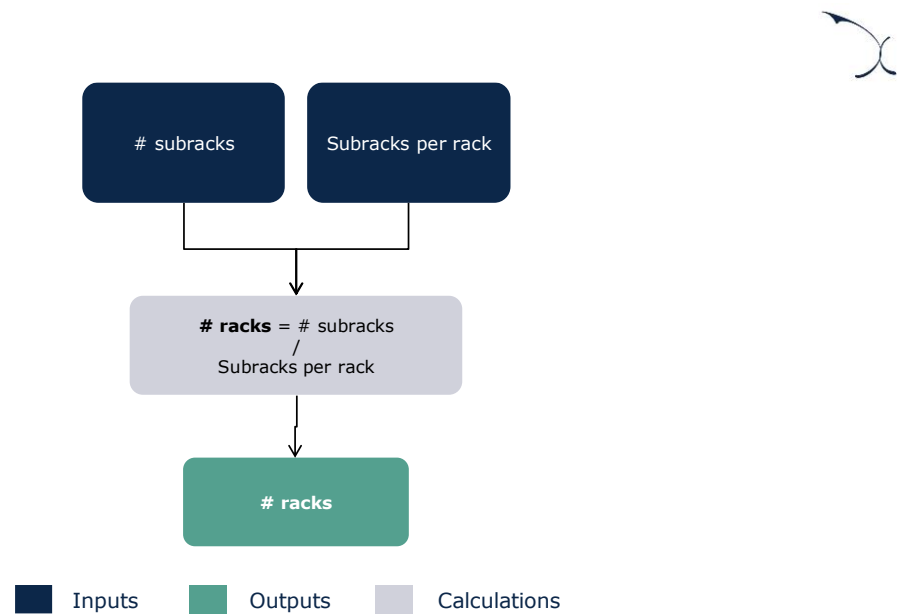 # subracks
Subracks per rack
# racks = # subracks
/
Subracks per rack
# racks
Inputs
Outputs
Calculations